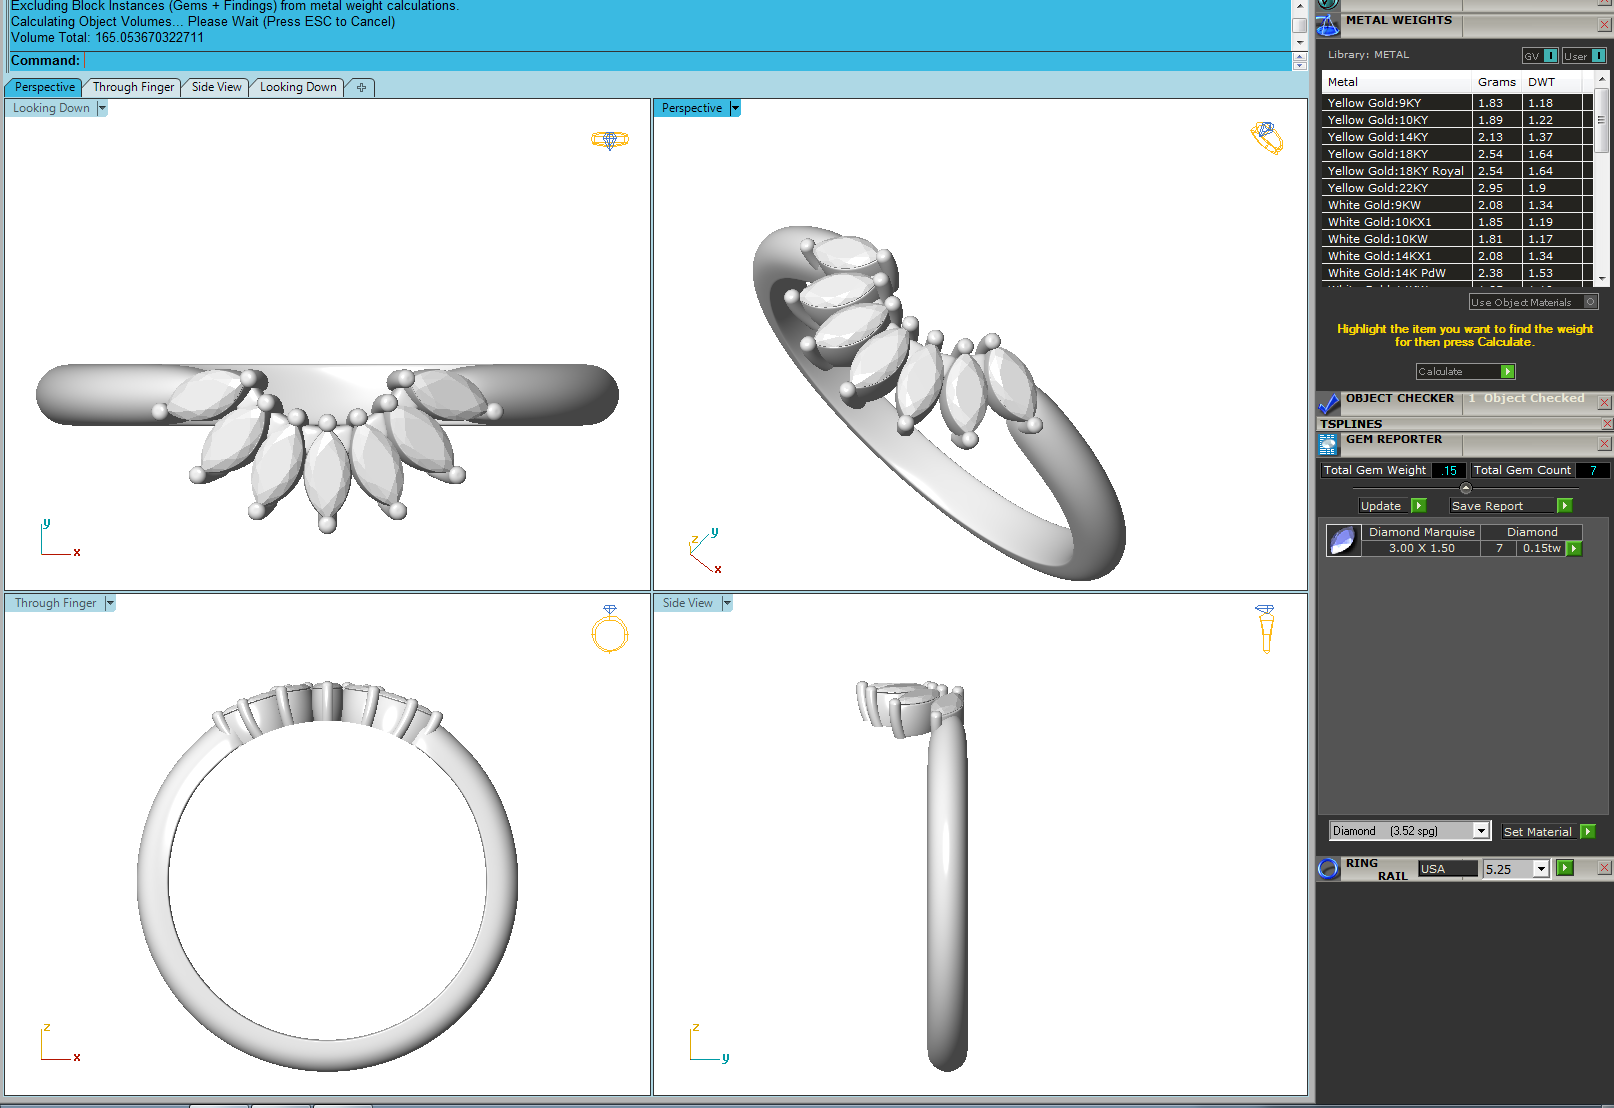 Excluding Block Instances (Gems + Findings) from metal weight calculations.
Calculating Object Volumes... Please Wait (Press ESC to Cancel)
Volume Total: 165.053670322711
Command:
Perspective Through Finger Side View Looking Down
Looking Down
Perspective
y
x
z y
x
Through Finger
Side View
z
x
z
y
METAL WEIGHTS
Library: METAL GV User
Metal Grams DWT
Yellow Gold:9KY 1.83 1.18
Yellow Gold:10KY 1.89 1.22
Yellow Gold:14KY 2.13 1.37
Yellow Gold:18KY 2.54 1.64
Yellow Gold:18KY Royal 2.54 1.64
Yellow Gold:22KY 2.95 1.9
White Gold:9KW 2.08 1.34
White Gold:10KX1 1.85 1.19
White Gold:10KW 1.81 1.17
White Gold:14KX1 2.08 1.34
White Gold:14K PdW 2.38 1.53
Use Object Materials
Highlight the item you want to find the weight
for then press Calculate.
Calculate
OBJECT CHECKER 1 Object Checked
TSPLINES
GEM REPORTER
Total Gem Weight .15 Total Gem Count 7
Update Save Report
Diamond Marquise Diamond
3.00 X 1.50 7 0.15tw
Diamond (3.52 spg) Set Material
RING RAIL USA 5.25